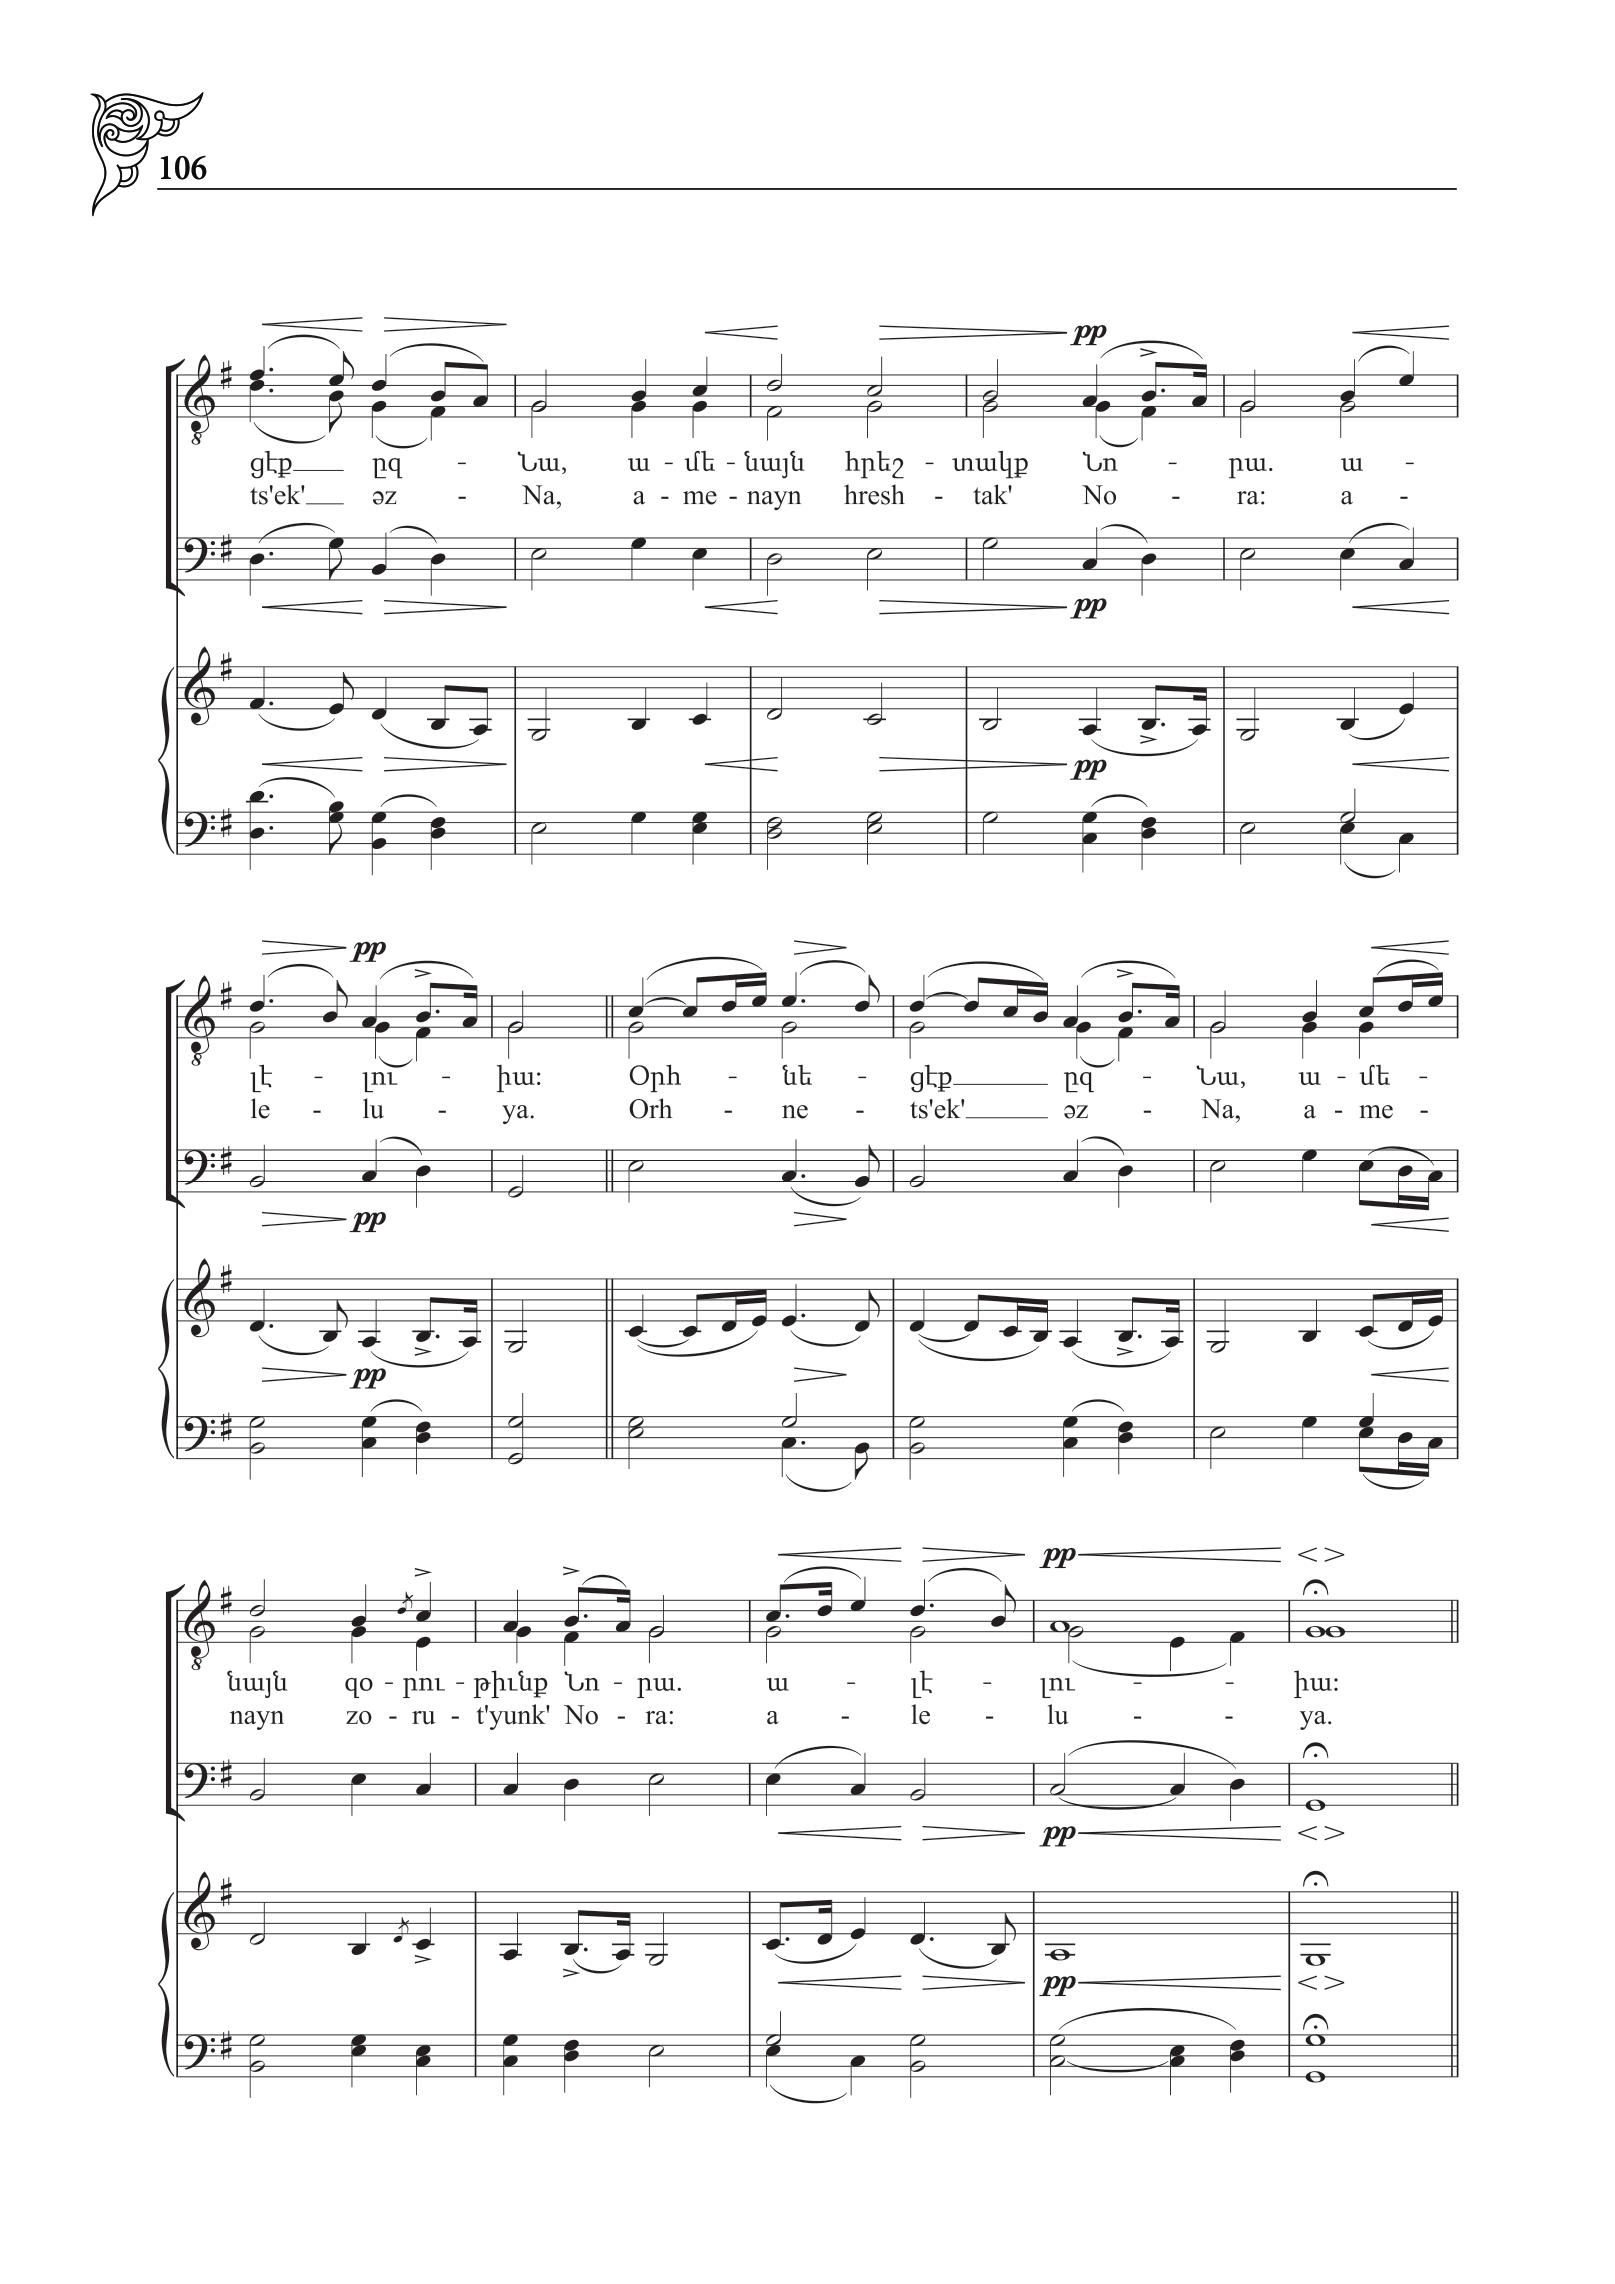 106
pp
ցէք ըզ - Նա, ա - մե - նայն հրեշ - տակք Նո - րա. ա -
ts'ek' əz - Na, a - me - nayn hresh - tak' No - ra: a -
pp
pp
pp
լէ - լու - իա: Օրհ - նե - ցէք ըզ - Նա, ա - մե -
le - lu - ya. Orh - ne - ts'ek' əz - Na, a - me -
pp
pp
pp
նայն զօ - րու - թիւնք Նո - րա. ա - լէ - լու - - իա:
nayn zo - ru - t'yunk' No - ra: a - le - lu - - ya.
pp
pp